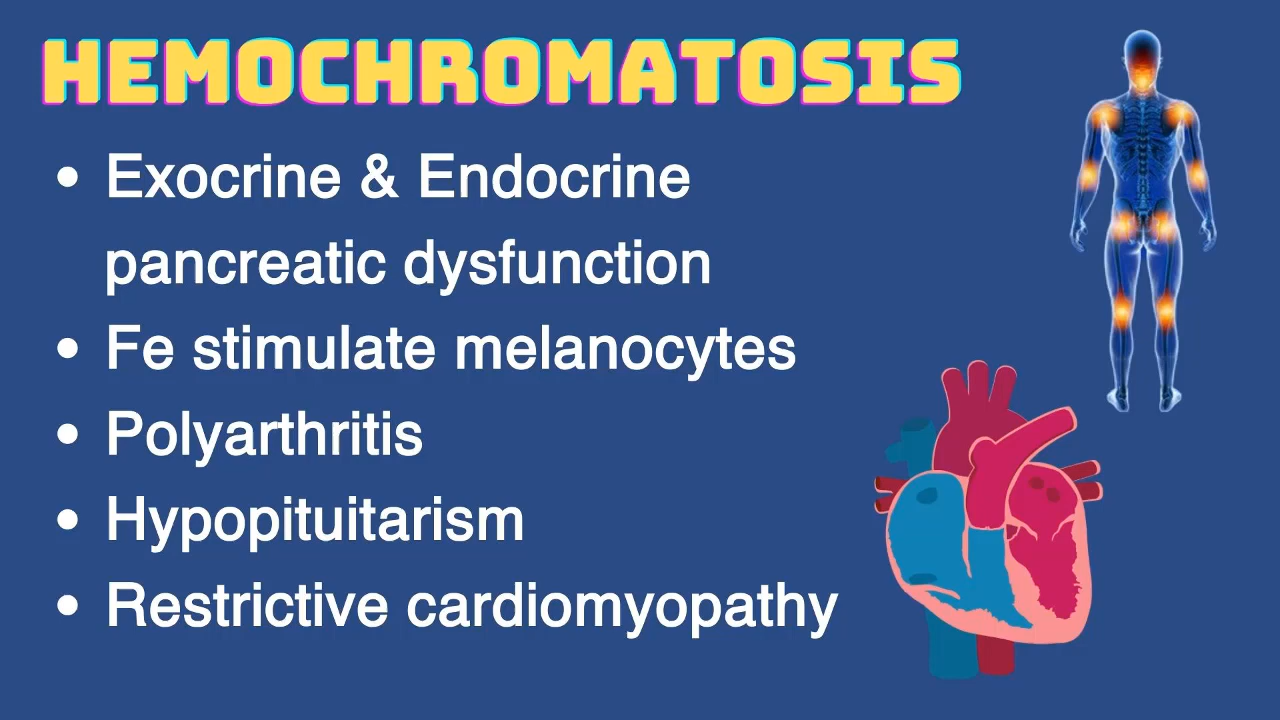 HEMOCHROMATOSIS
• Exocrine & Endocrine
pancreatic dysfunction
• Fe stimulate melanocytes
• Polyarthritis
• Hypopituitarism
• Restrictive cardiomyopathy